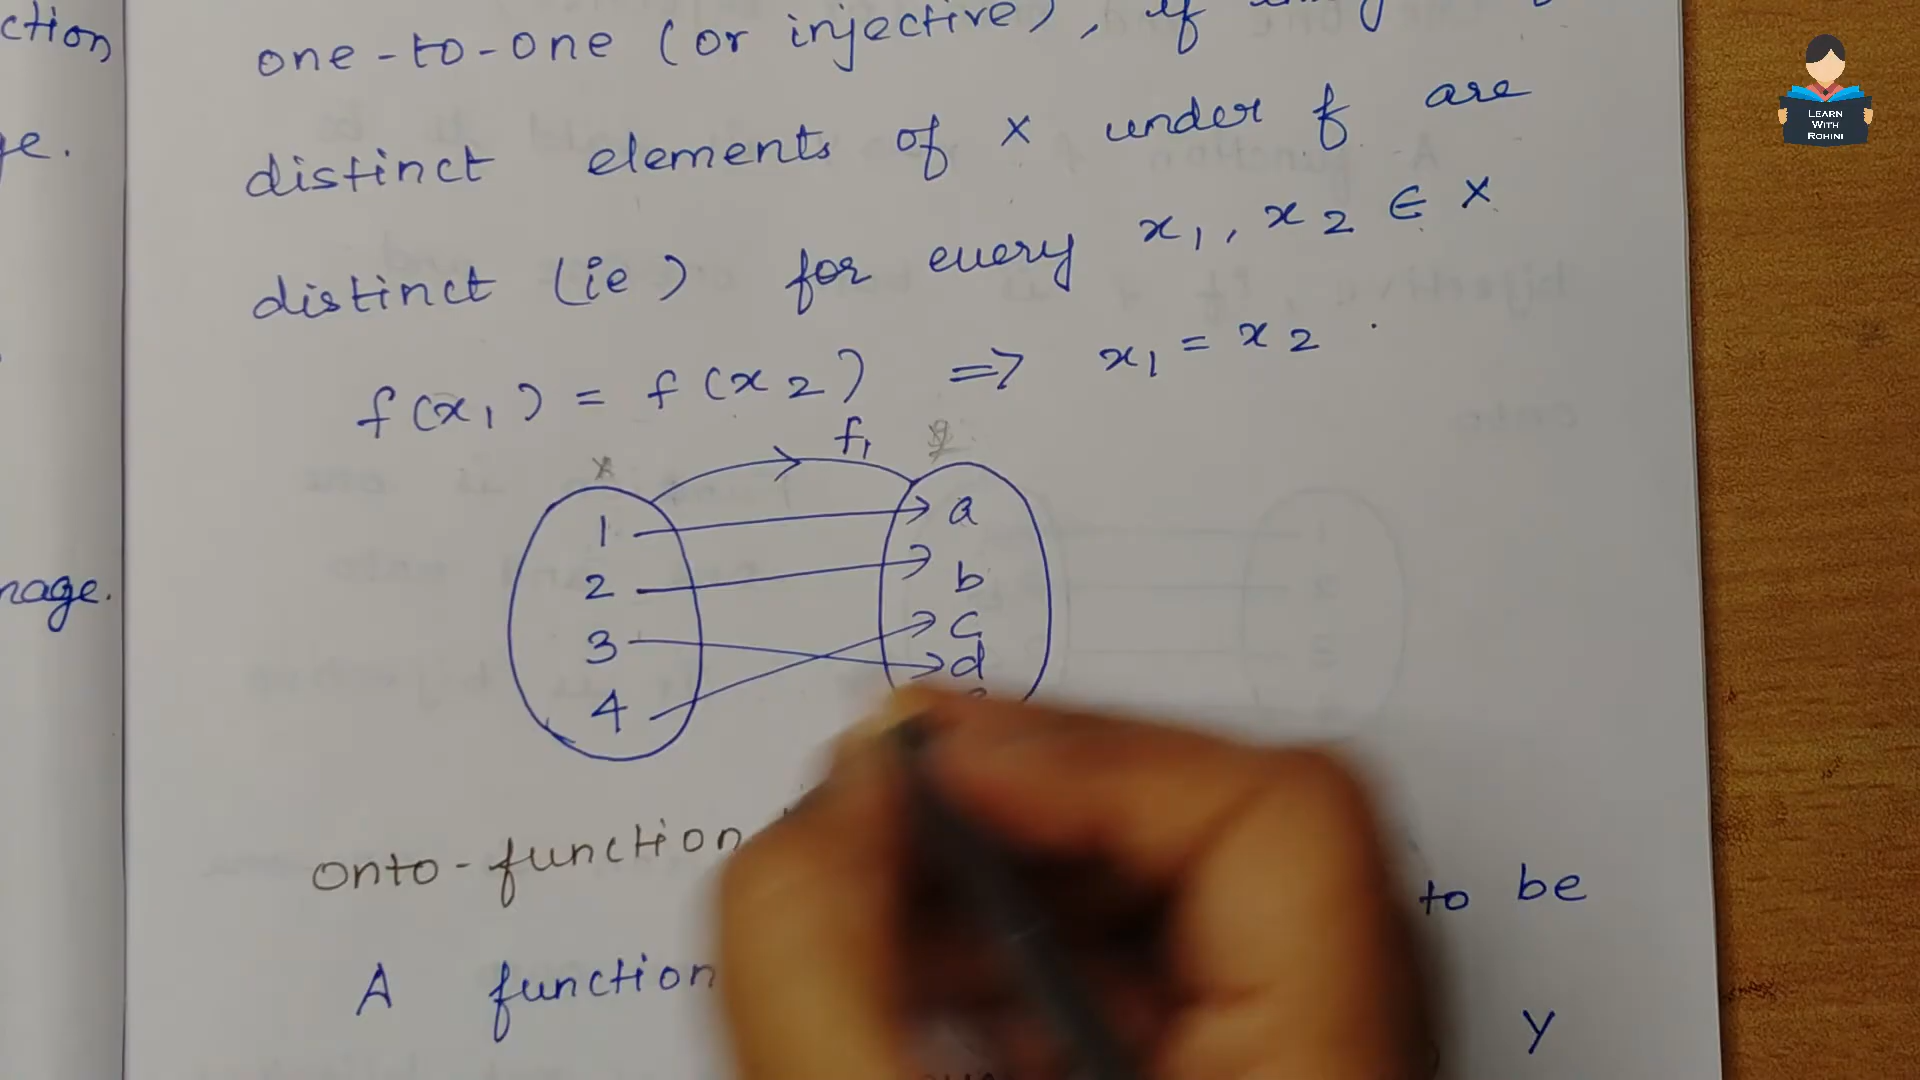 ction
ge.
nage.
one-to-one (or injective), if
distinct elements of X under f are
distinct (ie) for every x1, x2 ∈ X
f(x1) = f(x2) => x1 = x2 .
f1
x
y
1
2
3
4
a
b
c
d
onto-function
to be
A function
Y
LEARN
WITH
ROHINI